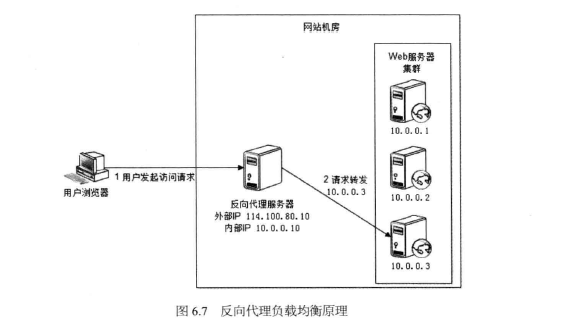 网站机房
Web服务器
集群
10.0.0.1
1 用户发起访问请求
2 请求转发
10.0.0.3
用户浏览器
10.0.0.2
反向代理服务器
外部IP 114.100.80.10
内部IP 10.0.0.10
10.0.0.3
图 6.7 反向代理负载均衡原理